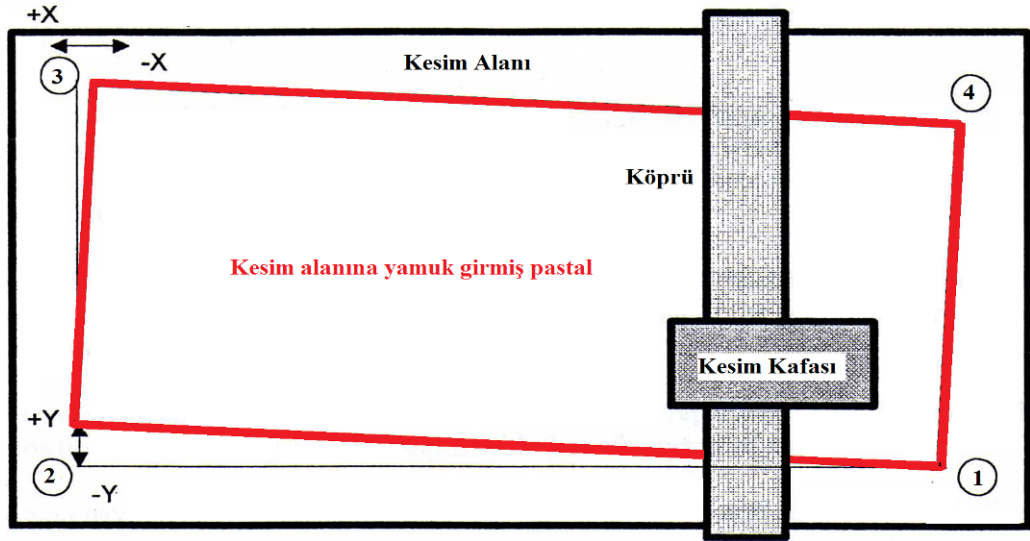 +X
-X
Kesim Alanı
3
4
Köprü
Kesim alanına yamuk girmiş pastal
Kesim Kafası
+Y
2
-Y
1